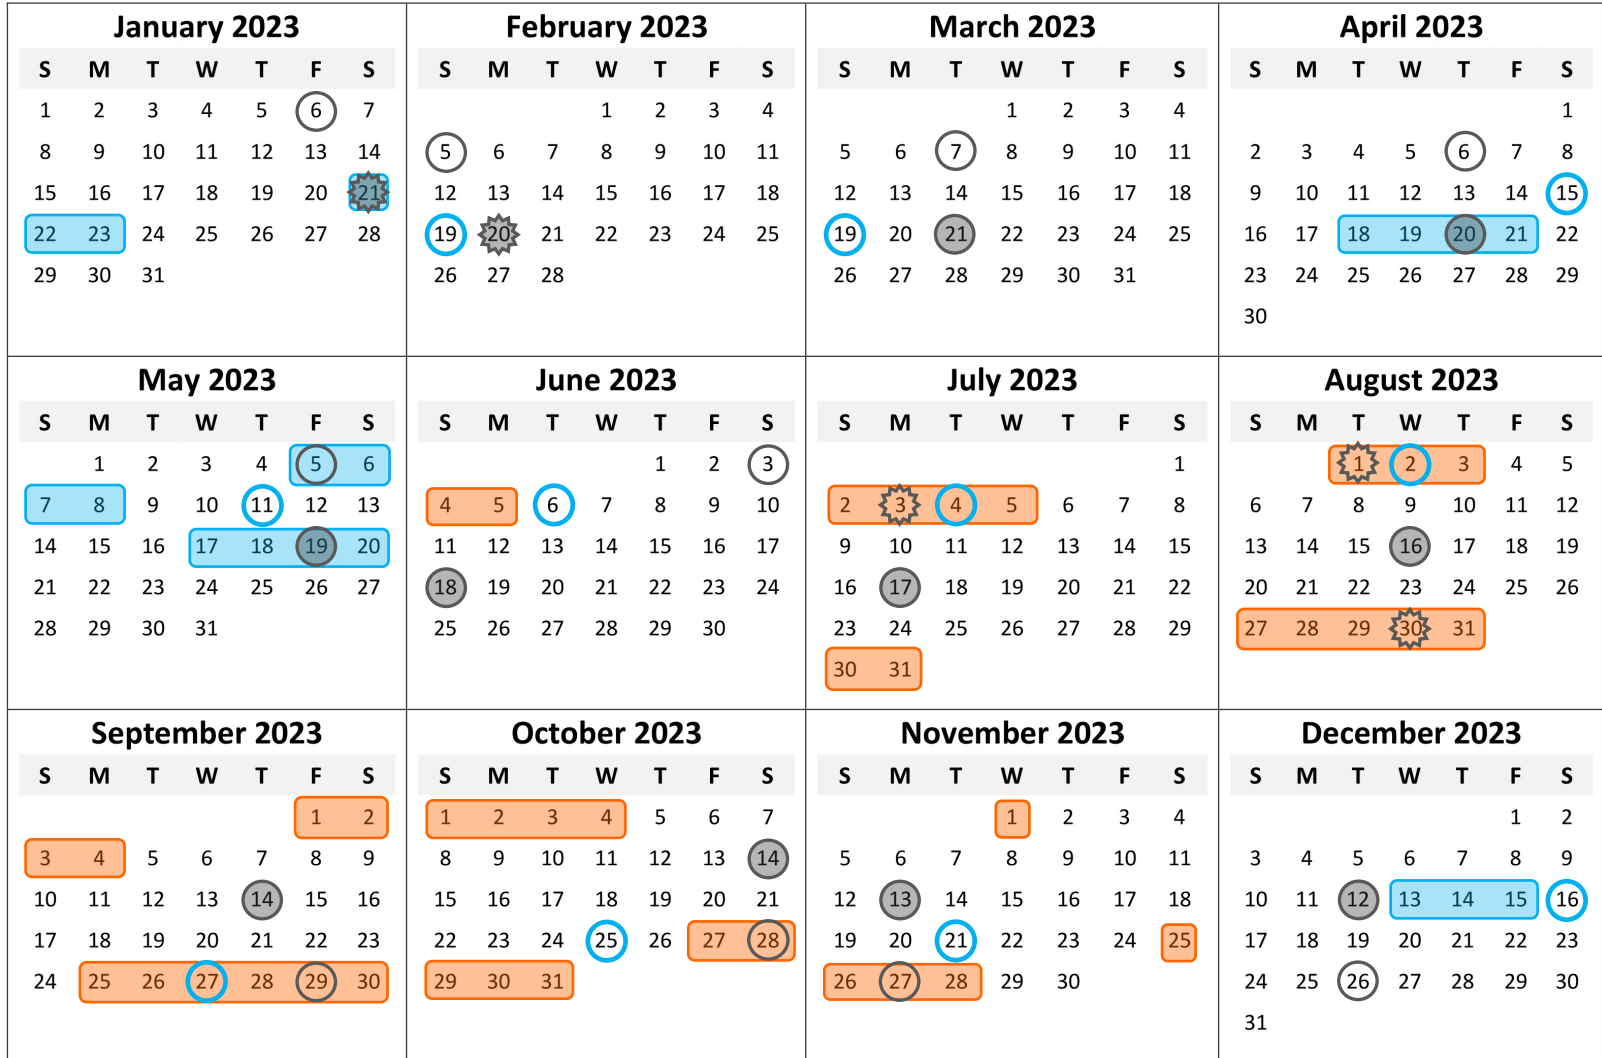 January 2023
S M T W T F S
1 2 3 4 5 6 7
8 9 10 11 12 13 14
15 16 17 18 19 20 21
22 23 24 25 26 27 28
29 30 31
February 2023
S M T W T F S
1 2 3 4
5 6 7 8 9 10 11
12 13 14 15 16 17 18
19 20 21 22 23 24 25
26 27 28
March 2023
S M T W T F S
1 2 3 4
5 6 7 8 9 10 11
12 13 14 15 16 17 18
19 20 21 22 23 24 25
26 27 28 29 30 31
April 2023
S M T W T F S
1
2 3 4 5 6 7 8
9 10 11 12 13 14 15
16 17 18 19 20 21 22
23 24 25 26 27 28 29
30
May 2023
S M T W T F S
1 2 3 4 5 6
7 8 9 10 11 12 13
14 15 16 17 18 19 20
21 22 23 24 25 26 27
28 29 30 31
June 2023
S M T W T F S
1 2 3
4 5 6 7 8 9 10
11 12 13 14 15 16 17
18 19 20 21 22 23 24
25 26 27 28 29 30
July 2023
S M T W T F S
1
2 3 4 5 6 7 8
9 10 11 12 13 14 15
16 17 18 19 20 21 22
23 24 25 26 27 28 29
30 31
August 2023
S M T W T F S
1 2 3 4 5
6 7 8 9 10 11 12
13 14 15 16 17 18 19
20 21 22 23 24 25 26
27 28 29 30 31
September 2023
S M T W T F S
1 2
3 4 5 6 7 8 9
10 11 12 13 14 15 16
17 18 19 20 21 22 23
24 25 26 27 28 29 30
October 2023
S M T W T F S
1 2 3 4 5 6 7
8 9 10 11 12 13 14
15 16 17 18 19 20 21
22 23 24 25 26 27 28
29 30 31
November 2023
S M T W T F S
1 2 3 4
5 6 7 8 9 10 11
12 13 14 15 16 17 18
19 20 21 22 23 24 25
26 27 28 29 30
December 2023
S M T W T F S
1 2
3 4 5 6 7 8 9
10 11 12 13 14 15 16
17 18 19 20 21 22 23
24 25 26 27 28 29 30
31